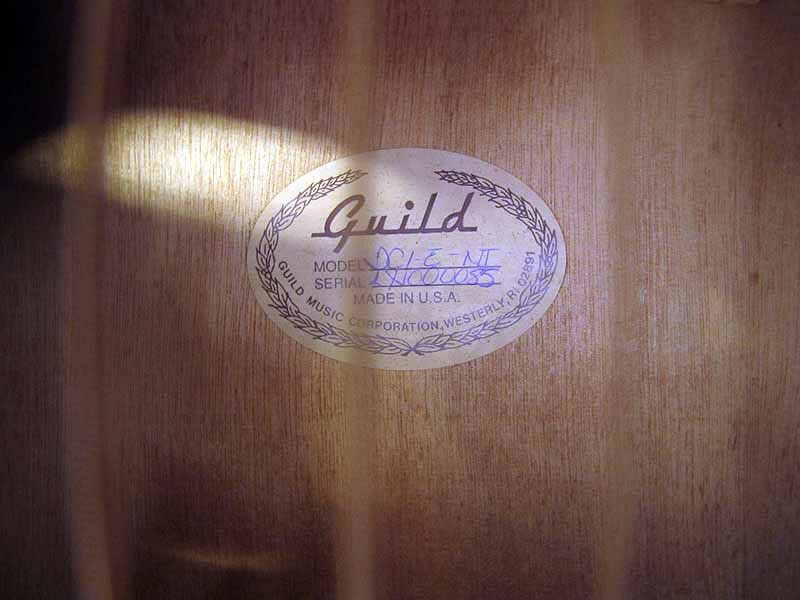 Guild
MODEL DC1-E-NT
SERIAL
MADE IN U.S.A.
GUILD MUSIC CORPORATION, WESTERLY, RI 02891